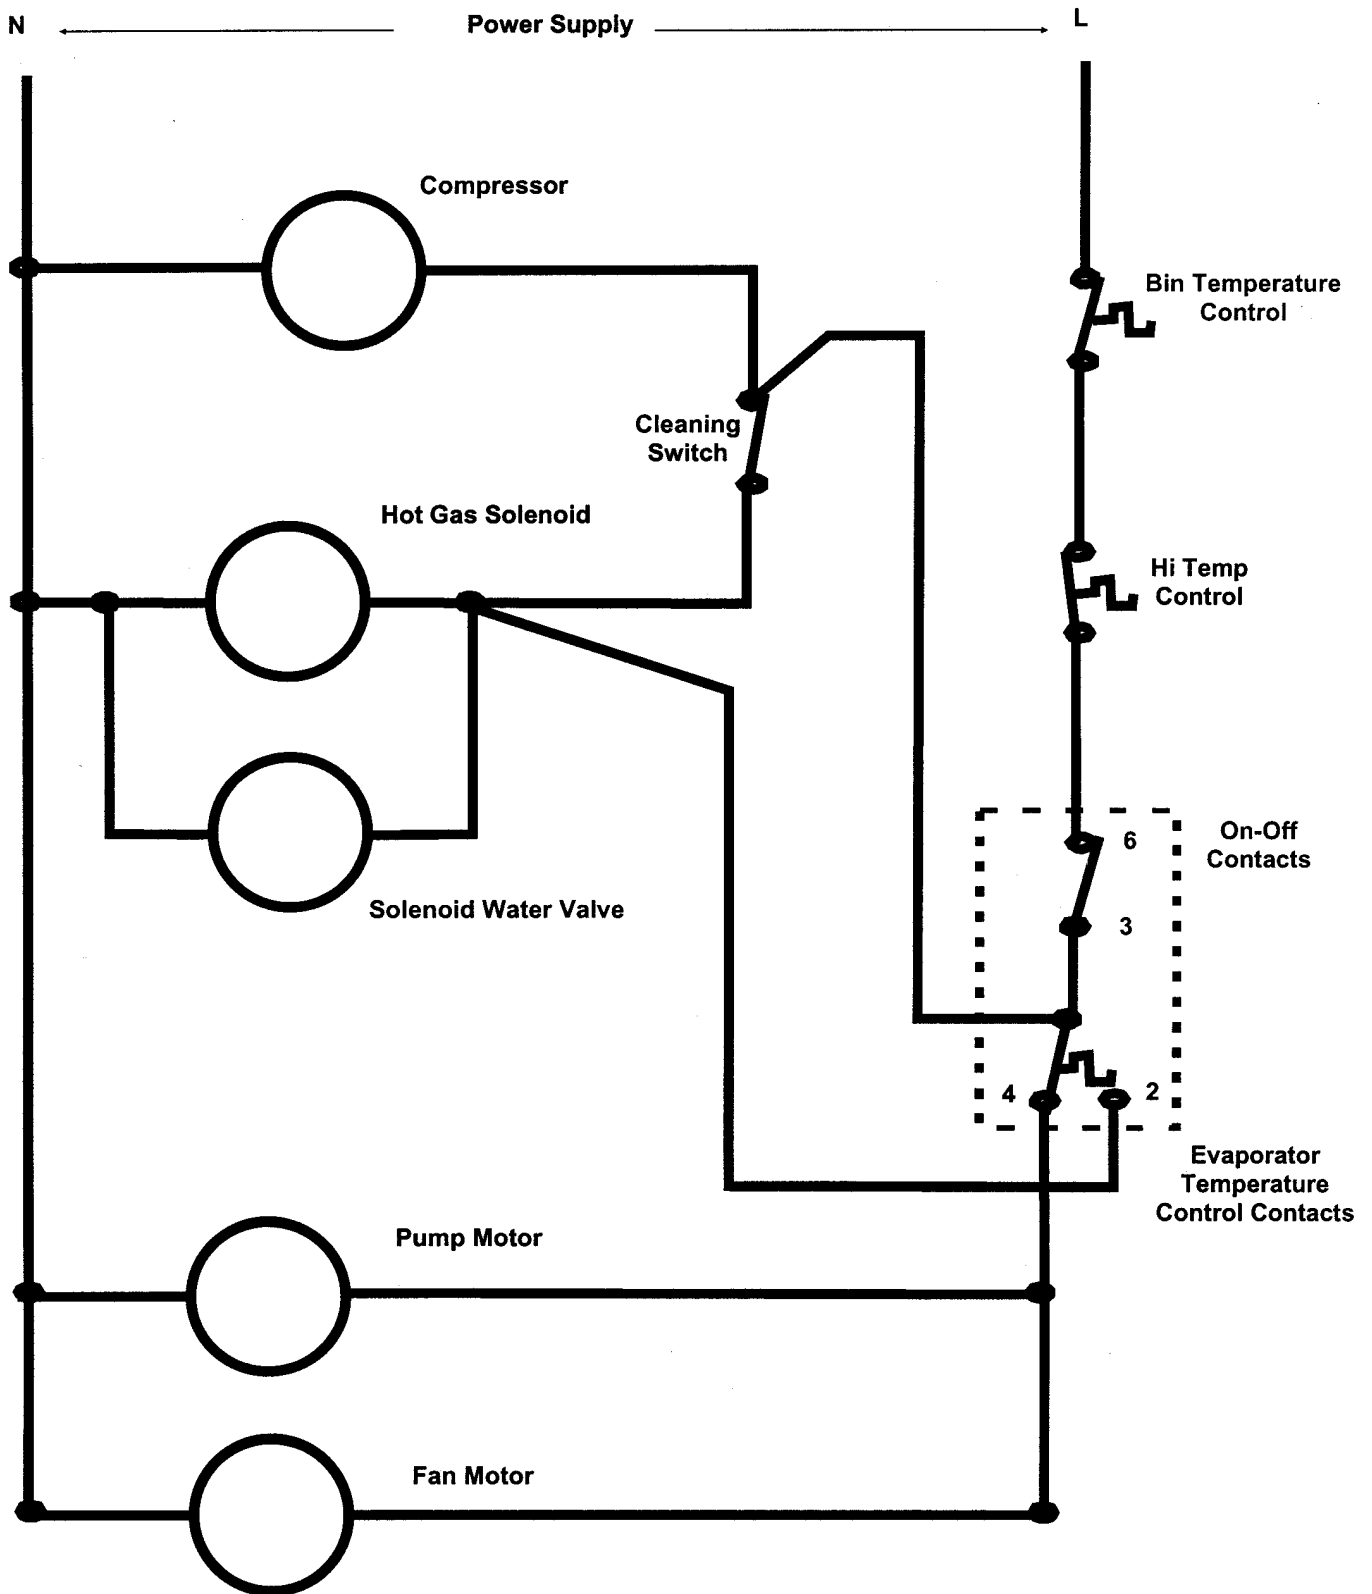 N
Power Supply
L
Compressor
Bin Temperature
Control
Cleaning
Switch
Hot Gas Solenoid
Hi Temp
Control
6
On-Off
Contacts
Solenoid Water Valve
3
4
2
Evaporator
Temperature
Control Contacts
Pump Motor
Fan Motor